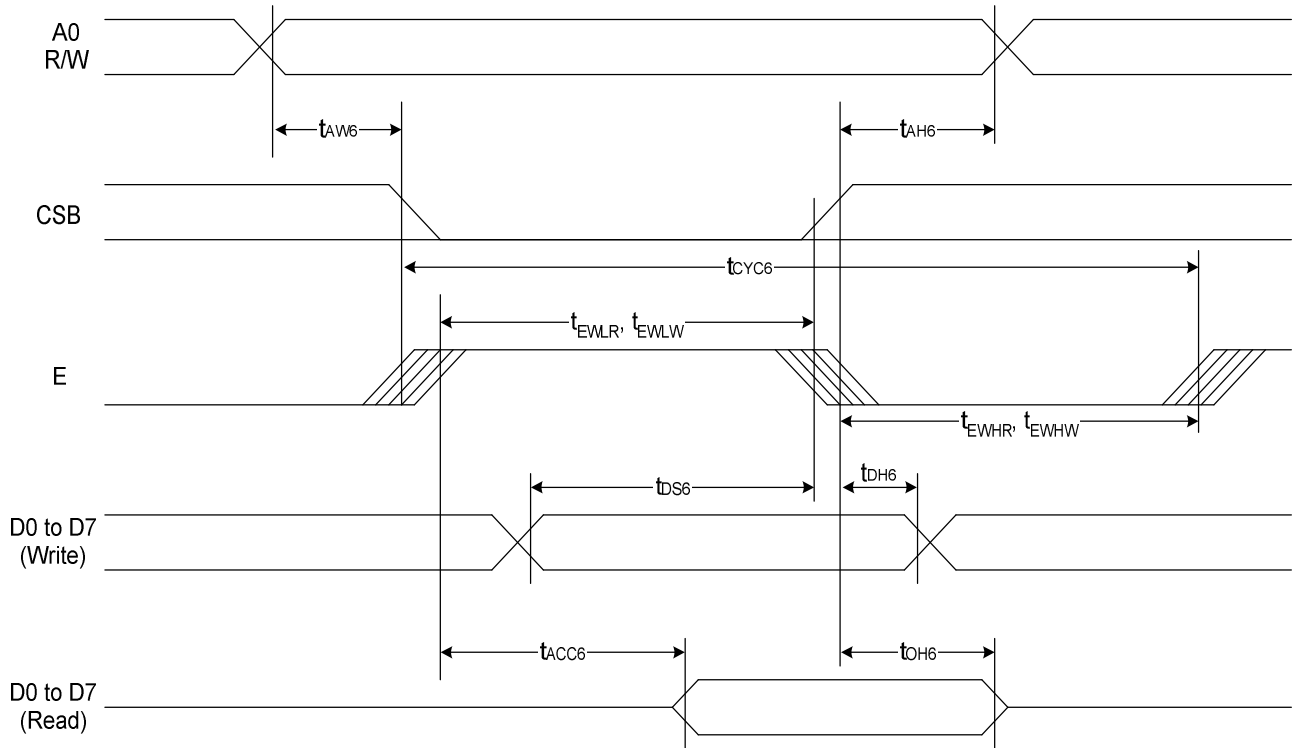 A0
R/W
tAW6
tAH6
CSB
tCYC6
tEWLR, tEWLW
E
tEWHR, tEWHW
tDS6
tDH6
D0 to D7
(Write)
tACC6
tOH6
D0 to D7
(Read)